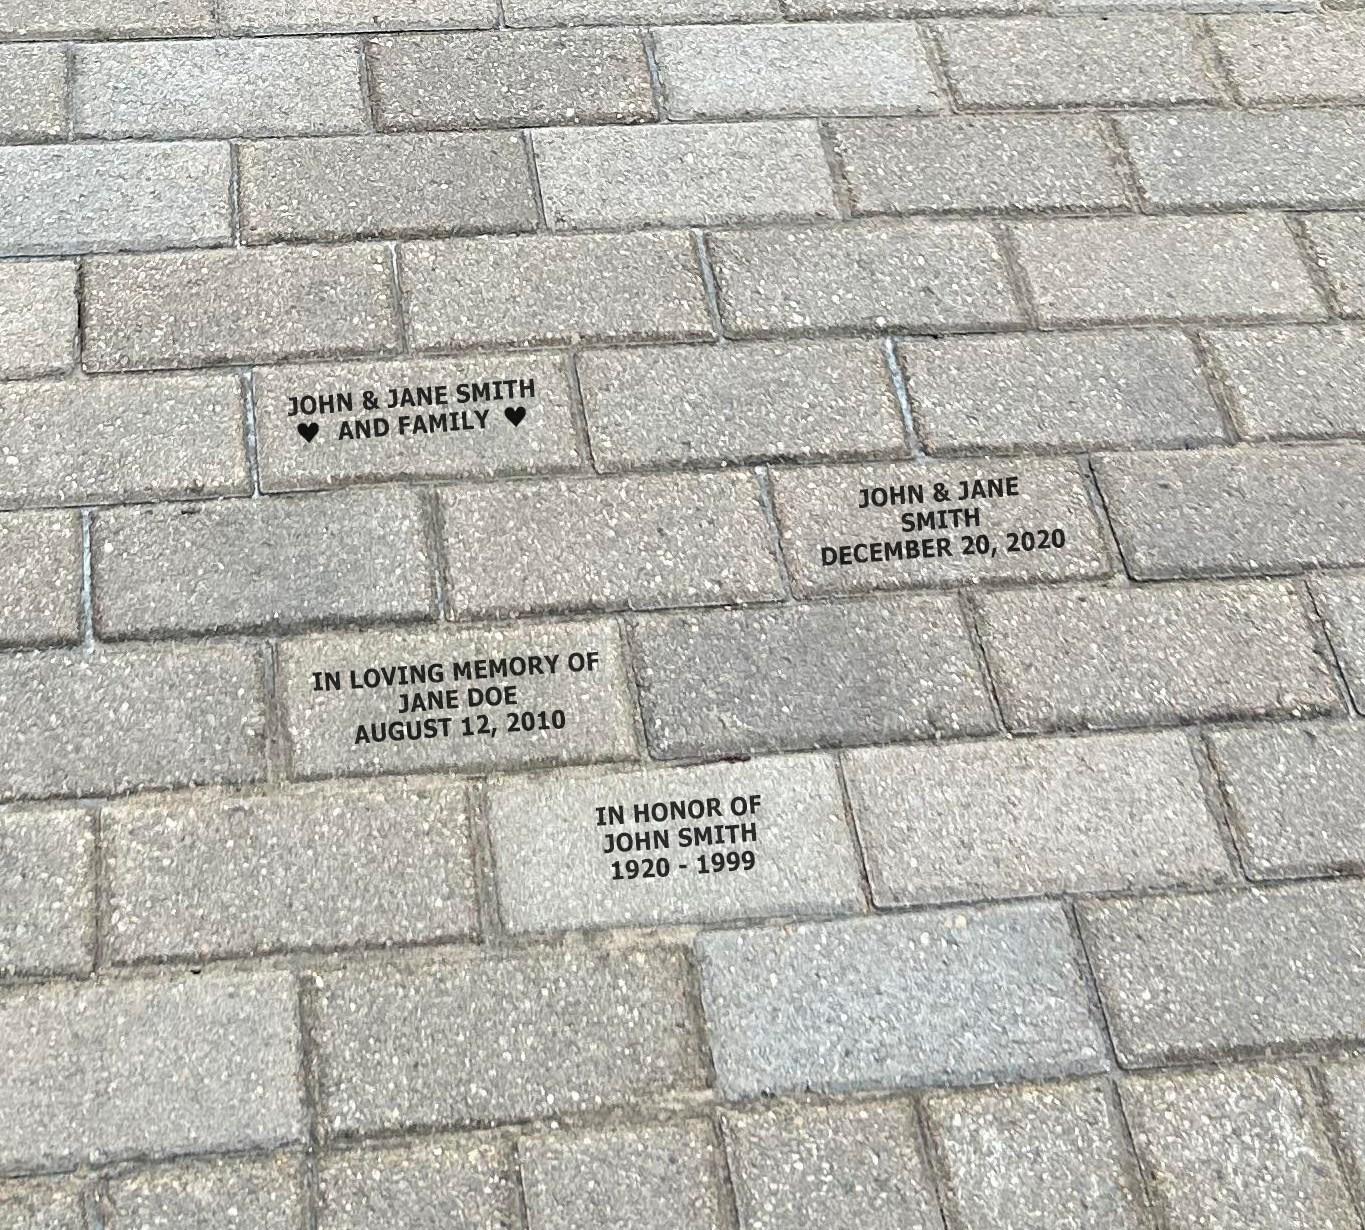 JOHN & JANE SMITH
♥ AND FAMILY ♥
JOHN & JANE
SMITH
DECEMBER 20, 2020
IN LOVING MEMORY OF
JANE DOE
AUGUST 12, 2010
IN HONOR OF
JOHN SMITH
1920 - 1999